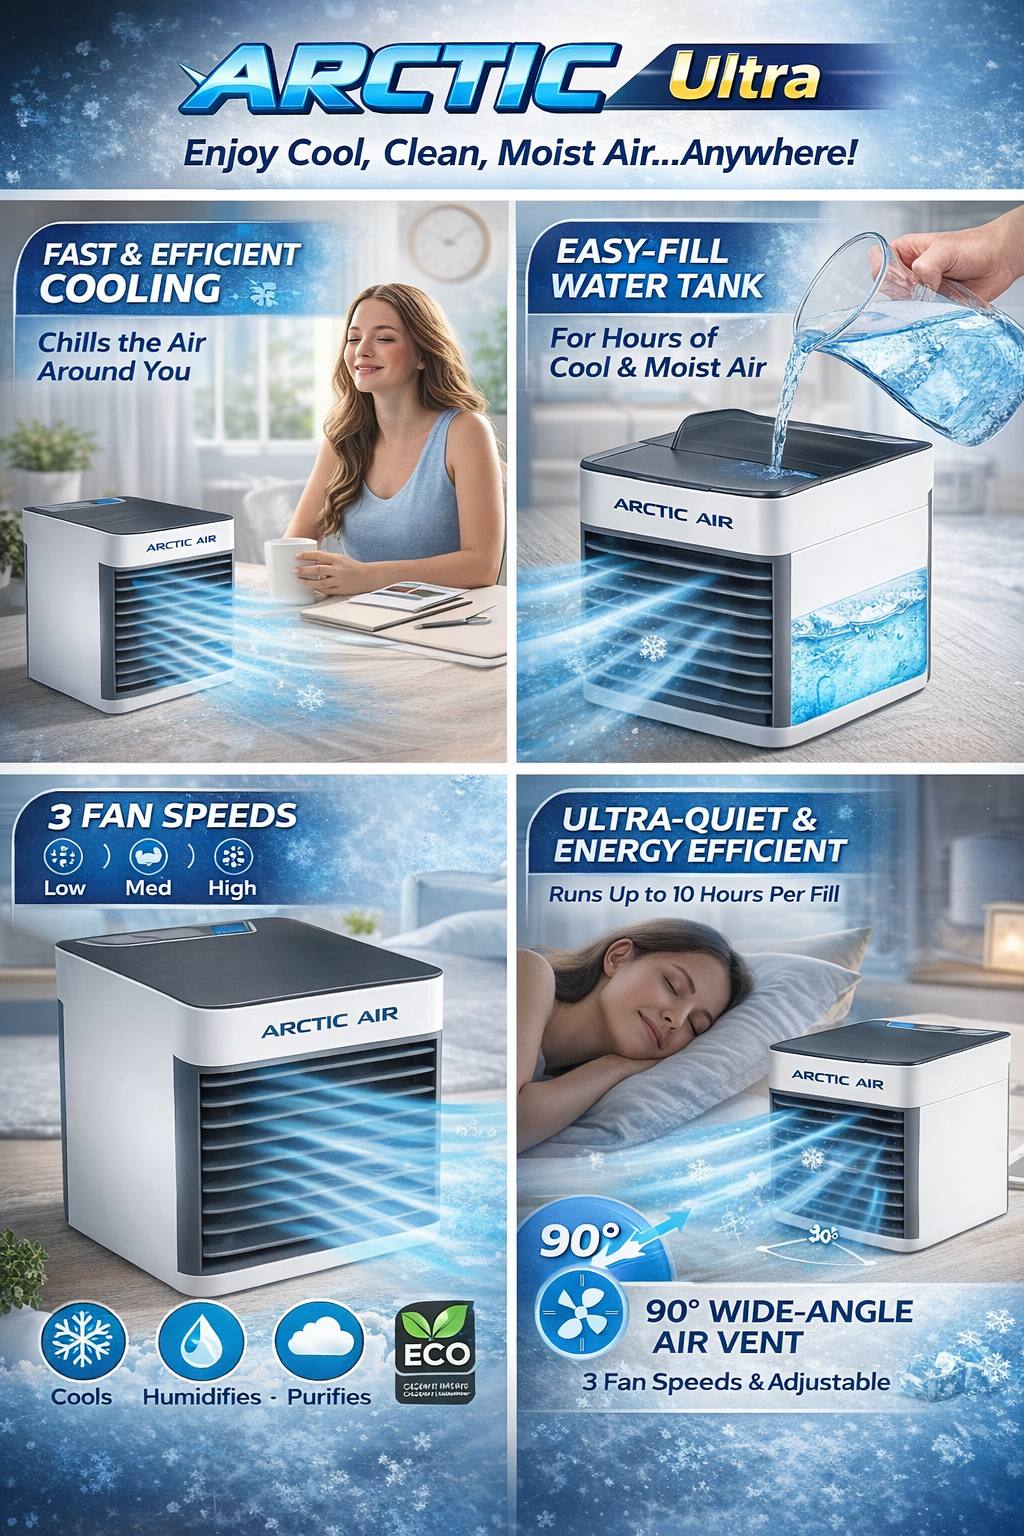 ARCTIC Ultra
Enjoy Cool, Clean, Moist Air...Anywhere!
FAST & EFFICIENT
COOLING
Chills the Air
Around You
ARCTIC AIR
EASY-FILL
WATER TANK
For Hours of
Cool & Moist Air
ARCTIC AIR
3 FAN SPEEDS
Low Med High
ARCTIC AIR
Cools Humidifies - Purifies
ECO
ULTRA-QUIET &
ENERGY EFFICIENT
Runs Up to 10 Hours Per Fill
ARCTIC AIR
90°
90° WIDE-ANGLE
AIR VENT
3 Fan Speeds & Adjustable